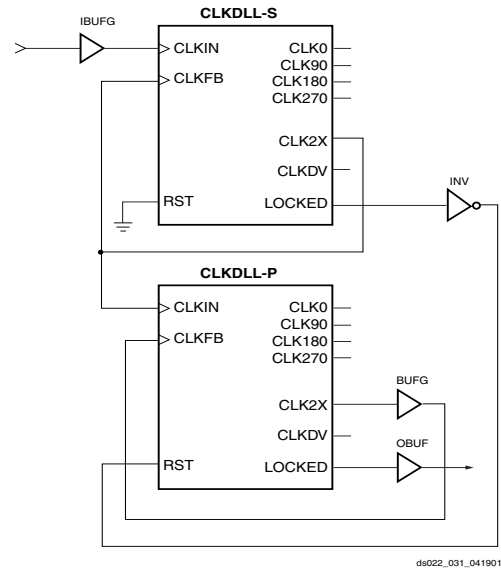 CLKDLL-S
IBUFG
CLKIN
CLK0
CLK90
CLKFB
CLK180
CLK270
CLK2X
CLKDV
INV
RST
LOCKED
CLKDLL-P
CLKIN
CLK0
CLK90
CLKFB
CLK180
CLK270
BUFG
CLK2X
CLKDV
OBUF
RST
LOCKED
ds022_031_041901